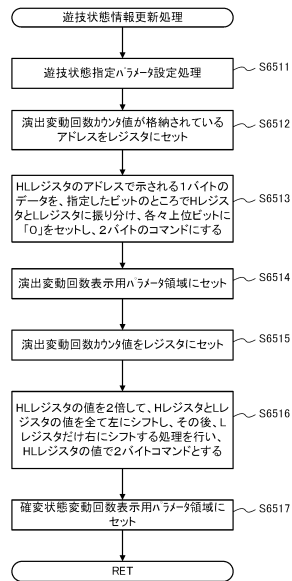 遊技状態情報更新処理
遊技状態指定パラメータ設定処理
S6511
演出変動回数カウンタ値が格納されている
アドレスをレジスタにセット
S6512
HLレジスタのアドレスで示される1バイトの
データを、指定したビットのところでHレジス
タとLレジスタに振り分け、各々上位ビットに
「0」をセットし、2バイトのコマンドにする
S6513
演出変動回数表示用パラメータ領域にセット
S6514
演出変動回数カウンタ値をレジスタにセット
S6515
HLレジスタの値を2倍して、HレジスタとLレ
ジスタの値を全て左にシフトし、その後、L
レジスタだけ右にシフトする処理を行い、
HLレジスタの値で2バイトコマンドとする
S6516
確変状態変動回数表示用パラメータ領域に
セット
S6517
RET